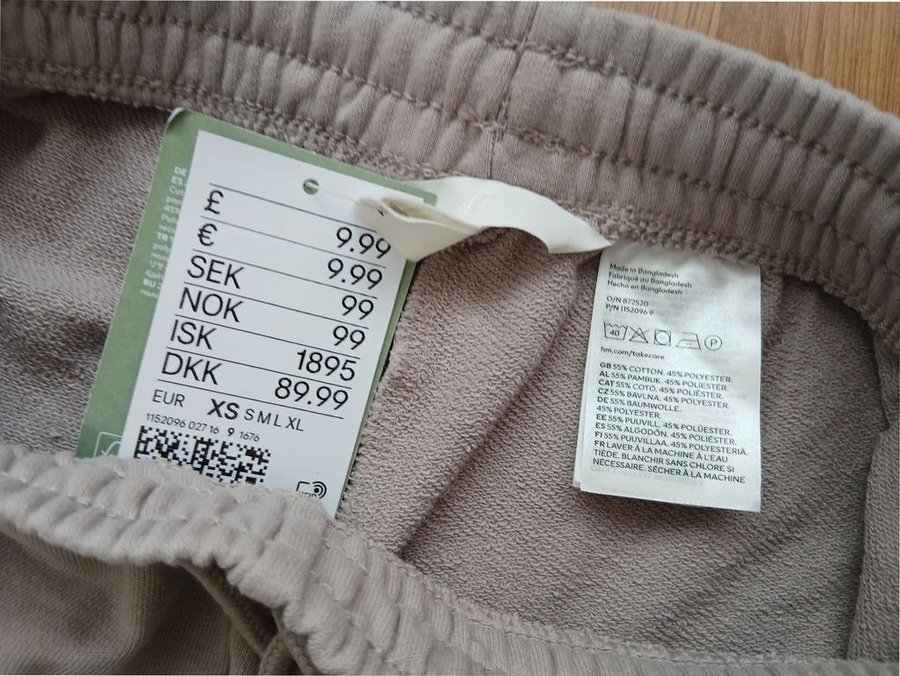 £ 9.99
€ 9.99
SEK 99
NOK 99
ISK 1895
DKK 89.99
EUR XS S M L XL
1152096 02716 9 1676
Made in Bangladesh
Fabriqué au Bangladesh
Hecho en Bangladesh
O/N 872520
P/N 1152096 9
40 P
hm.com/takecare
GB 55% COTTON. 45% POLYESTER.
AL 55% PAMBUK. 45% POLIESTER.
CAT 55% COTÓ. 45% POLIÈSTER.
CZ 55% BAVLNA. 45% POLYESTER.
DE 55% BAUMWOLLE.
45% POLYESTER.
EE 55% PUUVILL. 45% POLÜESTER.
ES 55% ALGODÓN. 45% POLIÉSTER.
FI 55% PUUVILLAA. 45% POLYESTERIÄ.
FR LAVER À LA MACHINE À L'EAU
TIÈDE. BLANCHIR SANS CHLORE SI
NÉCESSAIRE. SÉCHER À LA MACHINE